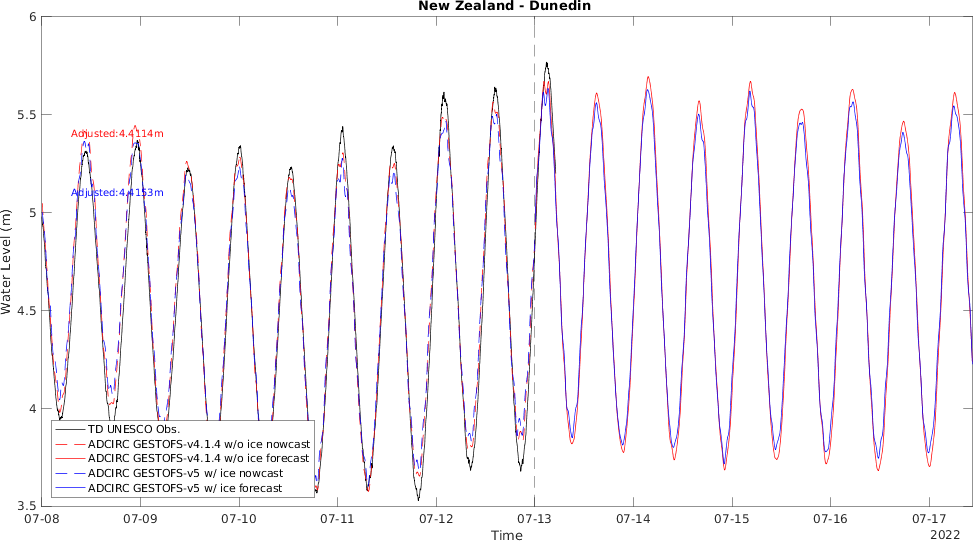 New Zealand - Dunedin
6
5.5
5
4.5
4
3.5
Water Level (m)
Adjusted:4.4114m
Adjusted:4.4153m
TD UNESCO Obs.
ADCIRC GESTOFS-v4.1.4 w/o ice nowcast
ADCIRC GESTOFS-v4.1.4 w/o ice forecast
ADCIRC GESTOFS-v5 w/ ice nowcast
ADCIRC GESTOFS-v5 w/ ice forecast
07-08 07-09 07-10 07-11 07-12 07-13 07-14 07-15 07-16 07-17
Time
2022